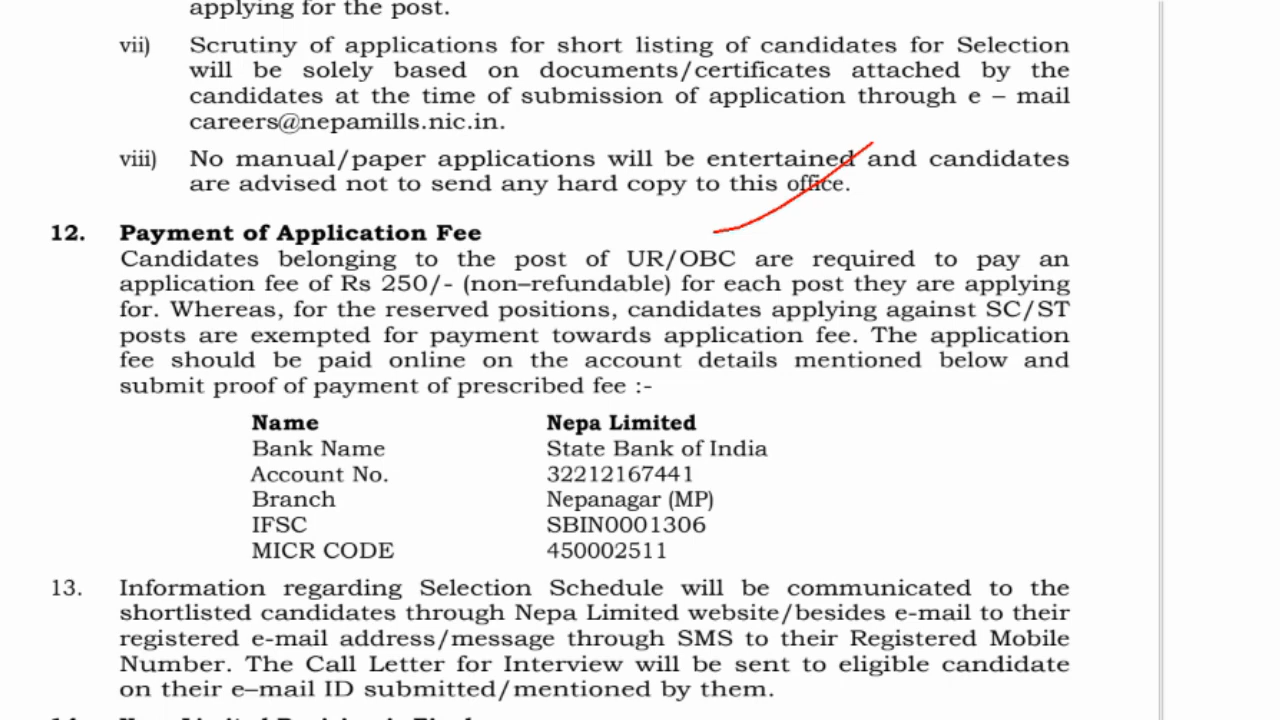 applying for the post.
vii) Scrutiny of applications for short listing of candidates for Selection
will be solely based on documents/certificates attached by the
candidates at the time of submission of application through e – mail
careers@nepamills.nic.in.
viii) No manual/paper applications will be entertained and candidates
are advised not to send any hard copy to this office.
12. Payment of Application Fee
Candidates belonging to the post of UR/OBC are required to pay an
application fee of Rs 250/- (non–refundable) for each post they are applying
for. Whereas, for the reserved positions, candidates applying against SC/ST
posts are exempted for payment towards application fee. The application
fee should be paid online on the account details mentioned below and
submit proof of payment of prescribed fee :-
Name Nepa Limited
Bank Name State Bank of India
Account No. 32212167441
Branch Nepanagar (MP)
IFSC SBIN0001306
MICR CODE 450002511
13. Information regarding Selection Schedule will be communicated to the
shortlisted candidates through Nepa Limited website/besides e-mail to their
registered e-mail address/message through SMS to their Registered Mobile
Number. The Call Letter for Interview will be sent to eligible candidate
on their e–mail ID submitted/mentioned by them.